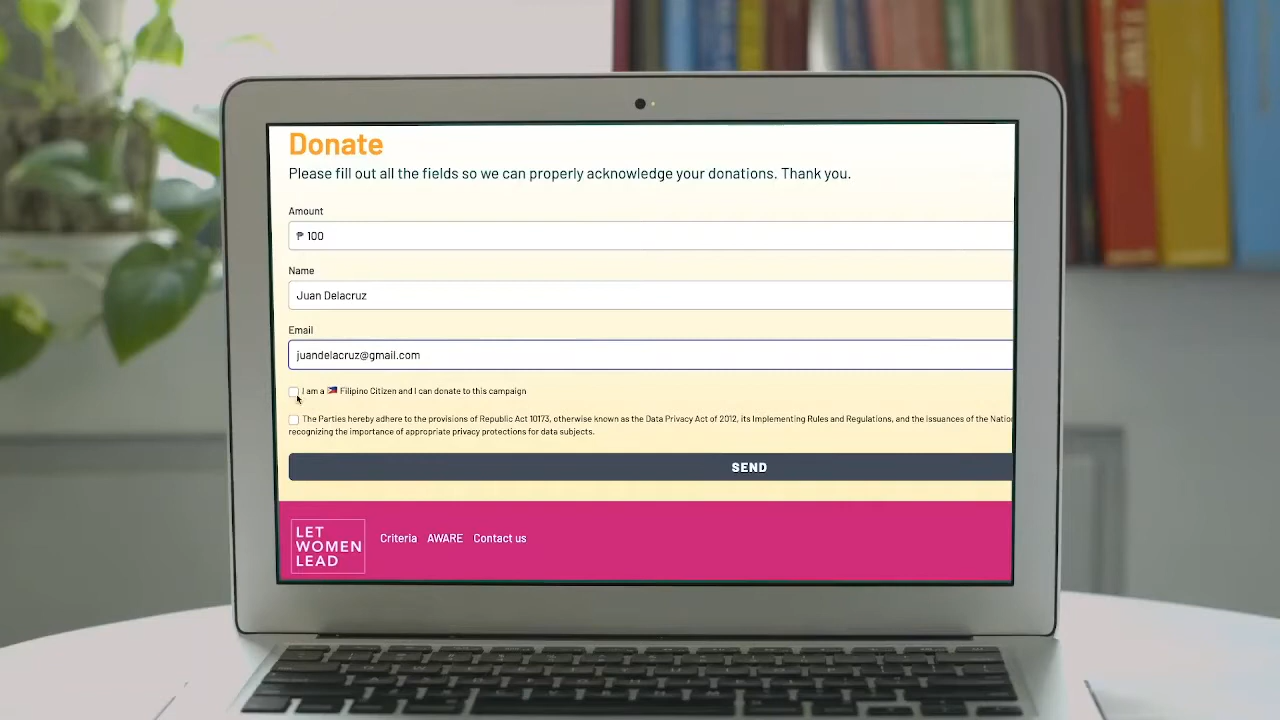 Donate
Please fill out all the fields so we can properly acknowledge your donations. Thank you.
Amount
₱ 100
Name
Juan Delacruz
Email
juandelacruz@gmail.com
I am a 🇵🇭 Filipino Citizen and I can donate to this campaign
The Parties hereby adhere to the provisions of Republic Act 10173, otherwise known as the Data Privacy Act of 2012, its Implementing Rules and Regulations, and the issuances of the
recognizing the importance of appropriate privacy protections for data subjects.
SEND
LET
WOMEN
LEAD
Criteria AWARE Contact us